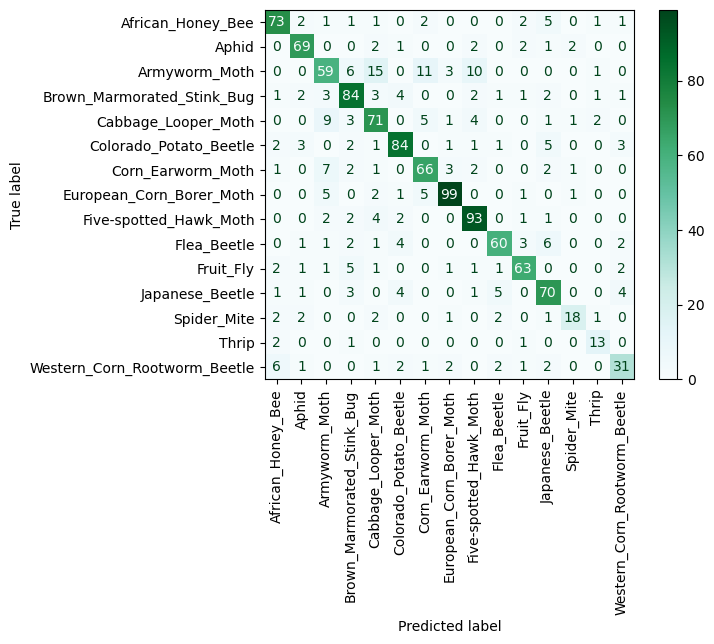 African_Honey_Bee 73 2 1 1 1 0 2 0 0 0 2 5 0 1 1
Aphid 0 69 0 0 2 1 0 0 2 0 2 1 2 0 0
Armyworm_Moth 0 0 59 6 15 0 11 3 10 0 0 0 0 1 0
Brown_Marmorated_Stink_Bug 1 2 3 84 3 4 0 0 2 1 1 2 0 1 1
Cabbage_Looper_Moth 0 0 9 3 71 0 5 1 4 0 0 1 1 2 0
Colorado_Potato_Beetle 2 3 0 2 1 84 0 1 1 1 0 5 0 0 3
Corn_Earworm_Moth 1 0 7 2 1 0 66 3 2 0 0 2 1 0 0
European_Corn_Borer_Moth 0 0 5 0 2 1 5 99 0 0 1 0 1 0 0
Five-spotted_Hawk_Moth 0 0 2 2 4 2 0 0 93 0 1 1 0 0 0
Flea_Beetle 0 1 1 2 1 4 0 0 0 60 3 6 0 0 2
Fruit_Fly 2 1 1 5 1 0 0 1 1 1 63 0 0 0 2
Japanese_Beetle 1 1 0 3 0 4 0 0 1 5 0 70 0 0 4
Spider_Mite 2 2 0 0 2 0 0 1 0 2 0 1 18 1 0
Thrip 2 0 0 1 0 0 0 0 0 0 1 0 0 13 0
Western_Corn_Rootworm_Beetle 6 1 0 0 1 2 1 2 0 2 1 2 0 0 31
True label
African_Honey_Bee
Aphid
Armyworm_Moth
Brown_Marmorated_Stink_Bug
Cabbage_Looper_Moth
Colorado_Potato_Beetle
Corn_Earworm_Moth
European_Corn_Borer_Moth
Five-spotted_Hawk_Moth
Flea_Beetle
Fruit_Fly
Japanese_Beetle
Spider_Mite
Thrip
Western_Corn_Rootworm_Beetle
Predicted label
80
60
40
20
0